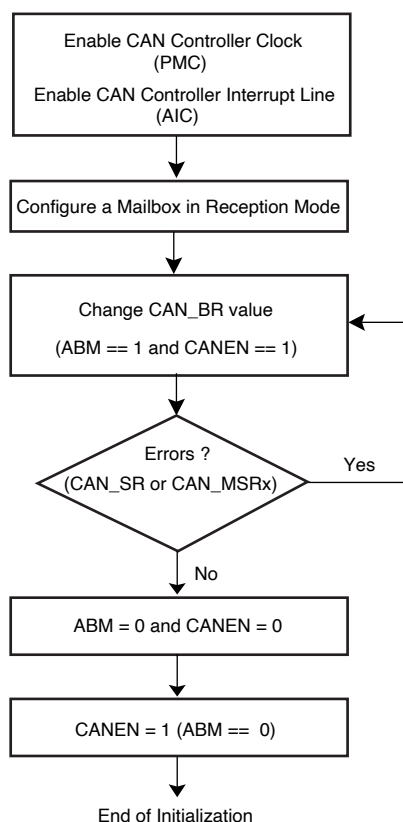 Enable CAN Controller Clock
(PMC)
Enable CAN Controller Interrupt Line
(AIC)
Configure a Mailbox in Reception Mode
Change CAN_BR value
(ABM == 1 and CANEN == 1)
Errors ?
(CAN_SR or CAN_MSRx)
Yes
No
ABM = 0 and CANEN = 0
CANEN = 1 (ABM == 0)
End of Initialization